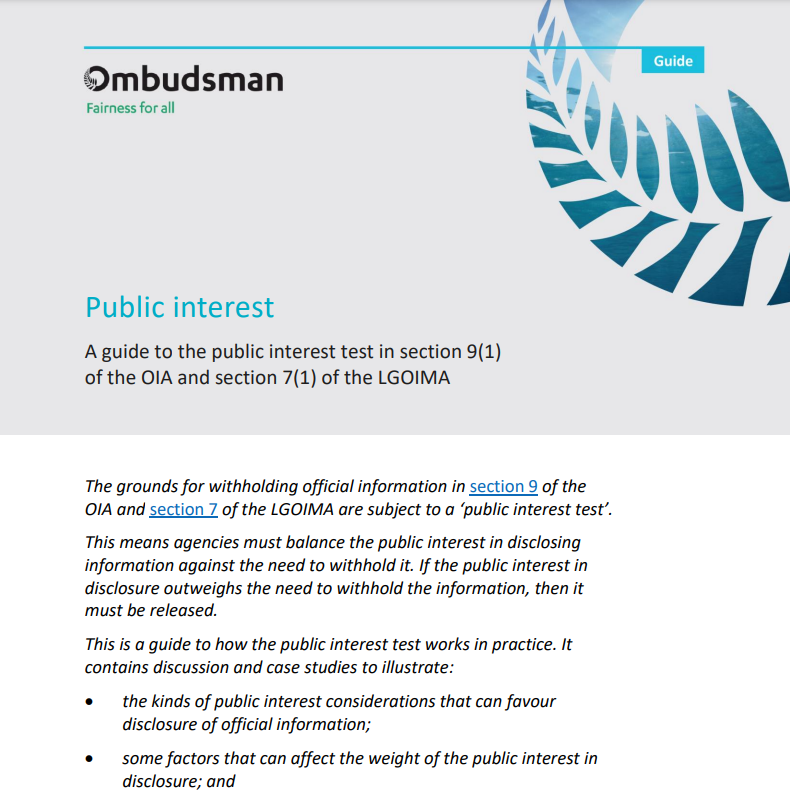 Guide
Ombudsman
Fairness for all
Public interest
A guide to the public interest test in section 9(1)
of the OIA and section 7(1) of the LGOIMA
The grounds for withholding official information in section 9 of the
OIA and section 7 of the LGOIMA are subject to a ‘public interest test’.
This means agencies must balance the public interest in disclosing
information against the need to withhold it. If the public interest in
disclosure outweighs the need to withhold the information, then it
must be released.
This is a guide to how the public interest test works in practice. It
contains discussion and case studies to illustrate:
• the kinds of public interest considerations that can favour
disclosure of official information;
• some factors that can affect the weight of the public interest in
disclosure; and